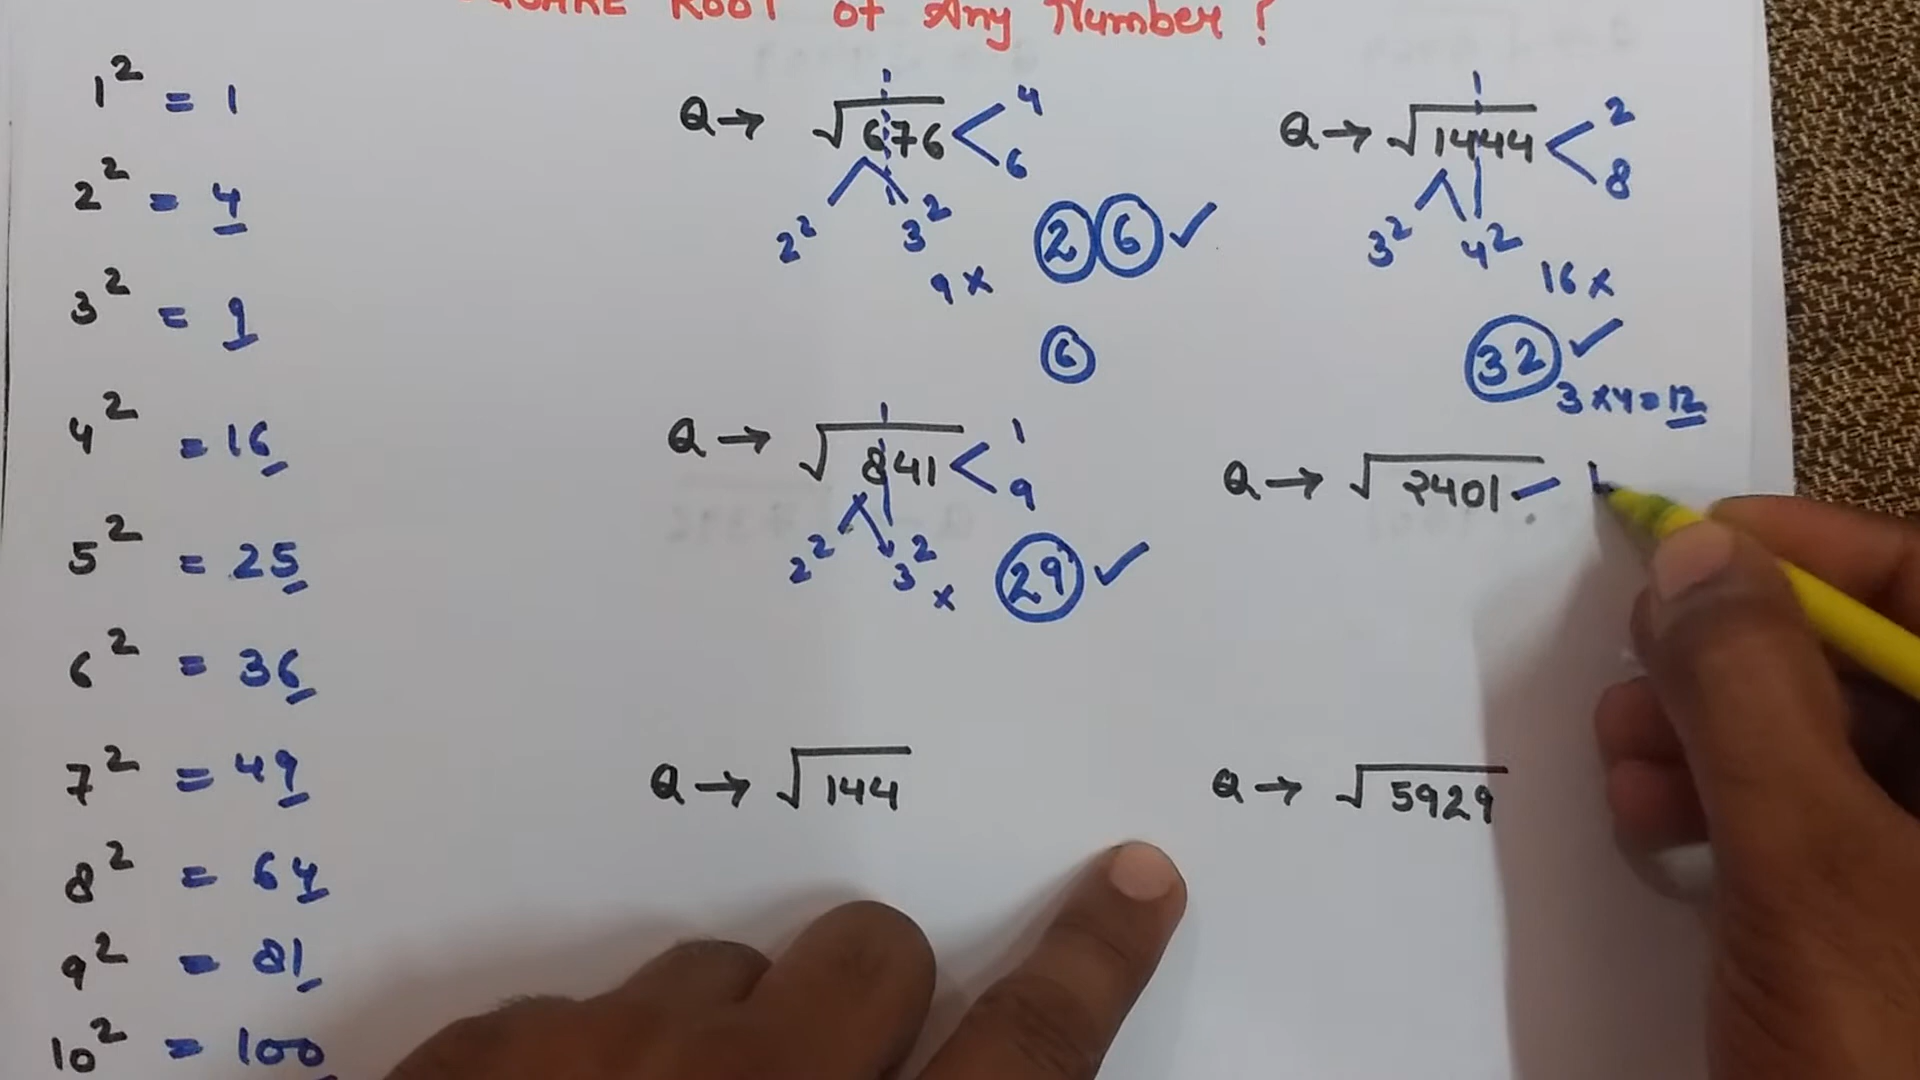 Root of Any Number ?
1² = 1
2² = 4
3² = 9
4² = 16
5² = 25
6² = 36
7² = 49
8² = 64
9² = 81
10² = 100
Q → √676 < 4 6
2² 3²
9 ×
2 6 ✓
6
Q → √1444 < 2 8
3² 4²
16 ×
32 ✓
3 × 4 = 12
Q → √841 < 1 9
2² 3² ×
29 ✓
Q → √2401
Q → √144
Q → √5929